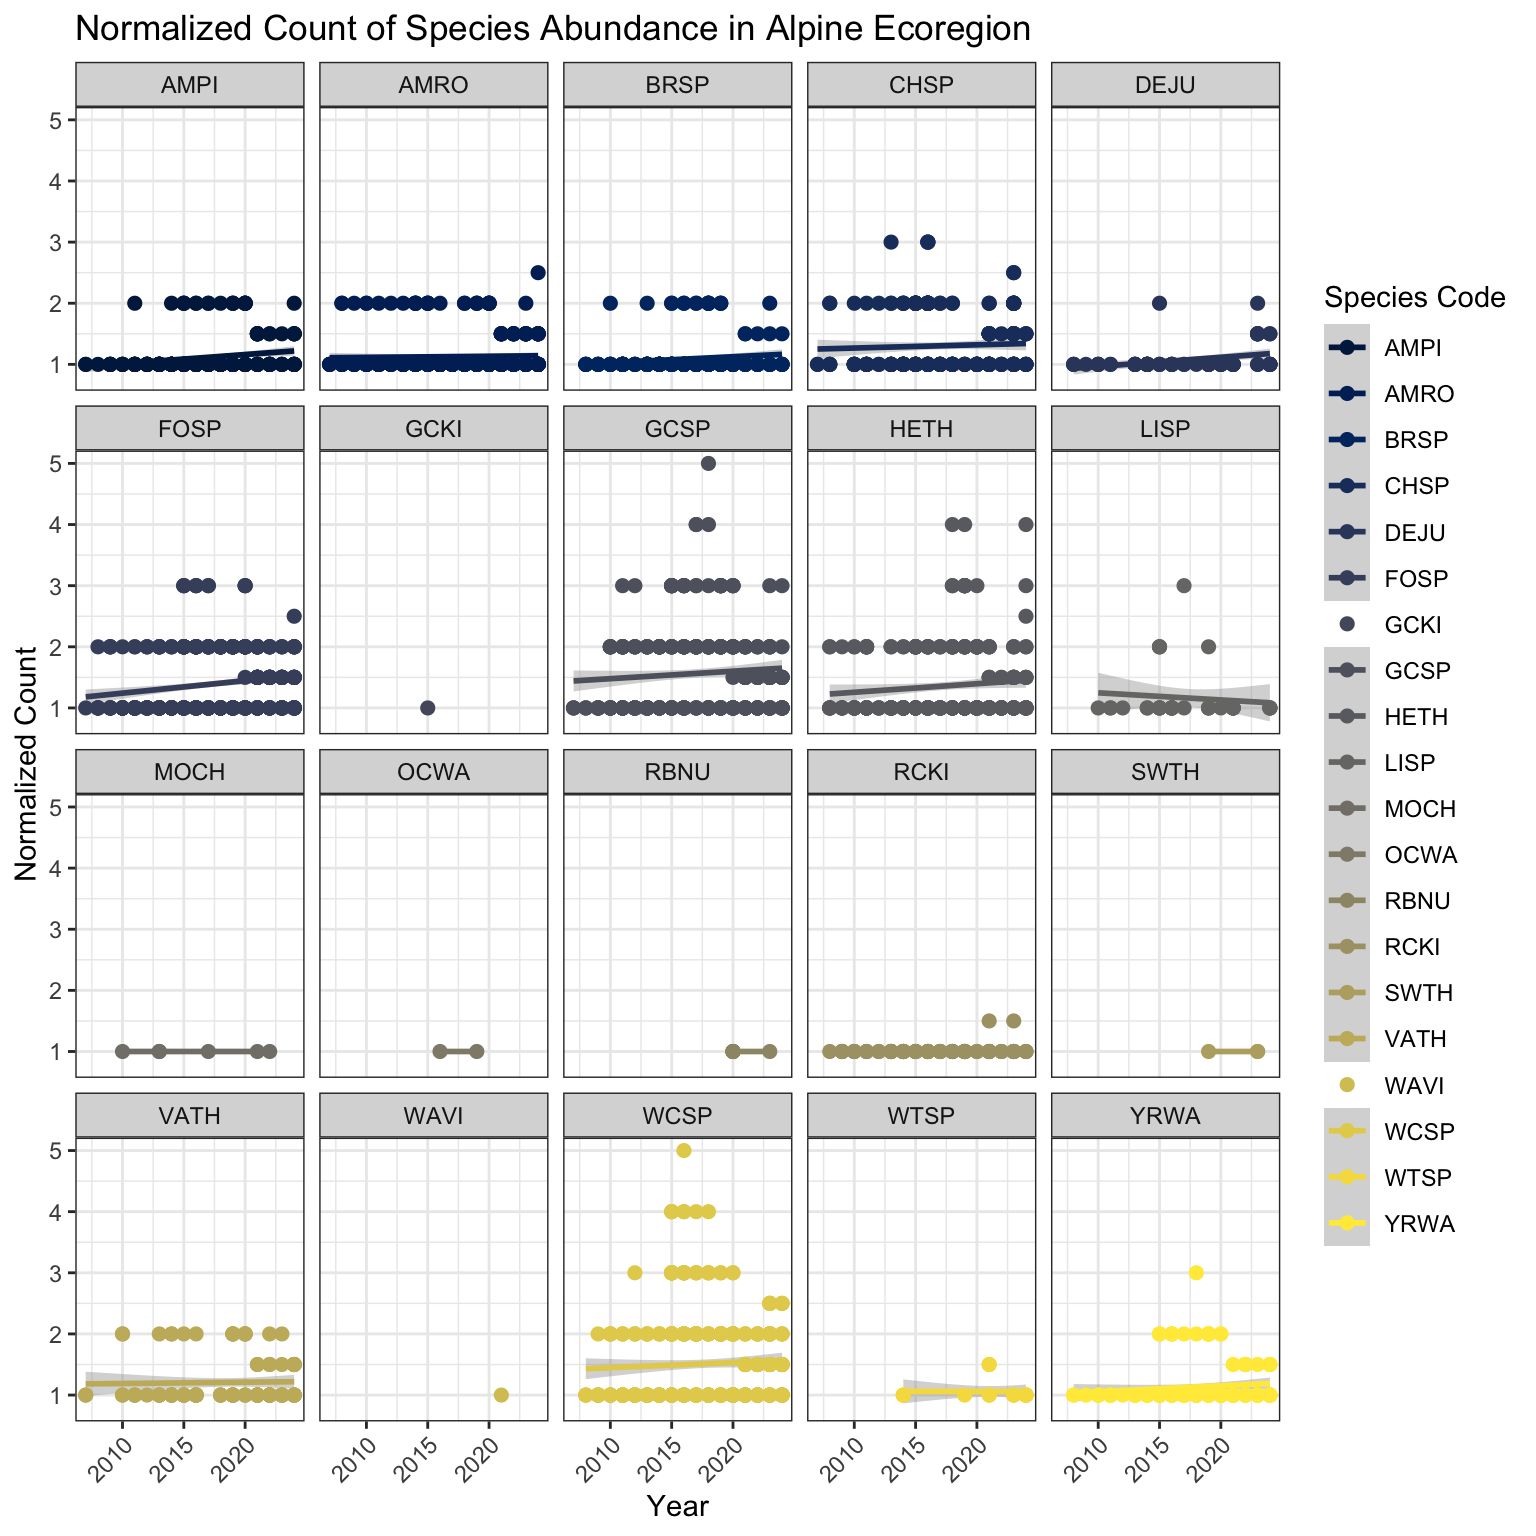 Normalized Count of Species Abundance in Alpine Ecoregion
AMPI AMRO BRSP CHSP DEJU
5
4
3
2
1
FOSP GCKI GCSP HETH LISP
5
4
3
2
1
MOCH OCWA RBNU RCKI SWTH
5
4
3
2
1
VATH WAVI WCSP WTSP YRWA
5
4
3
2
1
2010 2015 2020 2010 2015 2020 2010 2015 2020 2010 2015 2020 2010 2015 2020
Year
Normalized Count
Species Code
AMPI
AMRO
BRSP
CHSP
DEJU
FOSP
GCKI
GCSP
HETH
LISP
MOCH
OCWA
RBNU
RCKI
SWTH
VATH
WAVI
WCSP
WTSP
YRWA